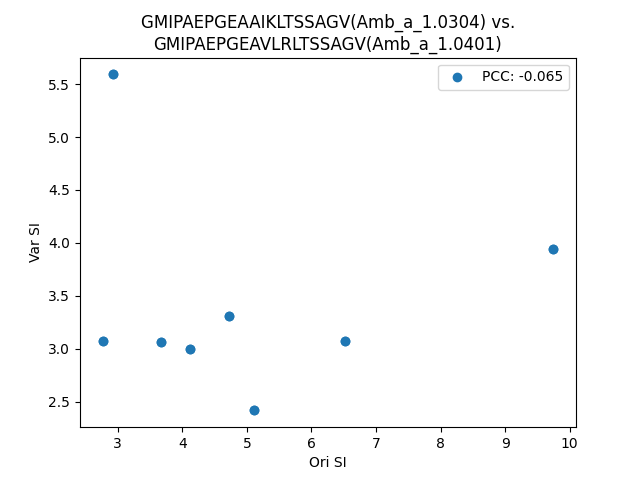 GMIPAEPGEAAIKLTSSAGV(Amb_a_1.0304) vs.
GMIPAEPGEAVLRLTSSAGV(Amb_a_1.0401)
PCC: -0.065
5.5
5.0
4.5
4.0
3.5
3.0
2.5
Var SI
3 4 5 6 7 8 9 10
Ori SI